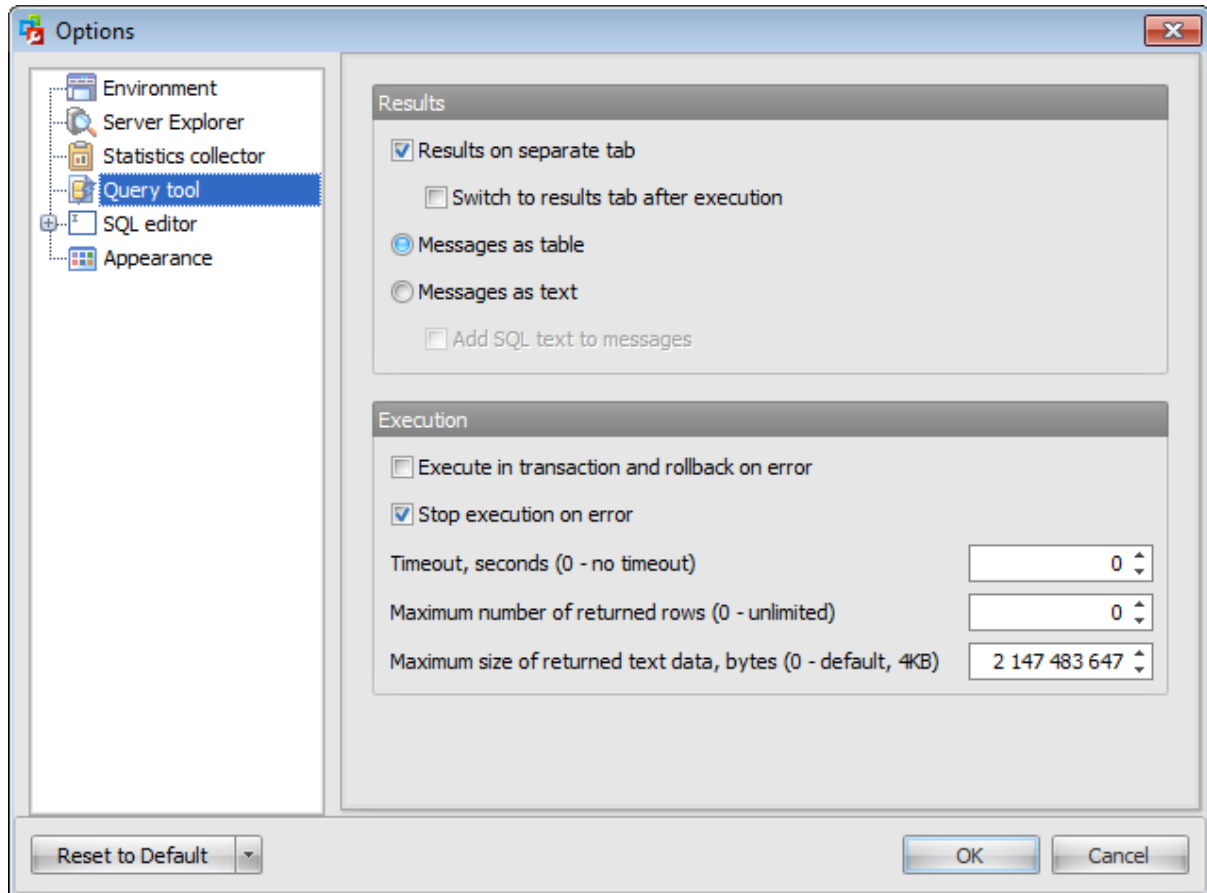 Options
Environment
Server Explorer
Statistics collector
Query tool
SQL editor
Appearance
Results
Results on separate tab
Switch to results tab after execution
Messages as table
Messages as text
Add SQL text to messages
Execution
Execute in transaction and rollback on error
Stop execution on error
Timeout, seconds (0 - no timeout) 0
Maximum number of returned rows (0 - unlimited) 0
Maximum size of returned text data, bytes (0 - default, 4KB) 2 147 483 647
Reset to Default OK Cancel